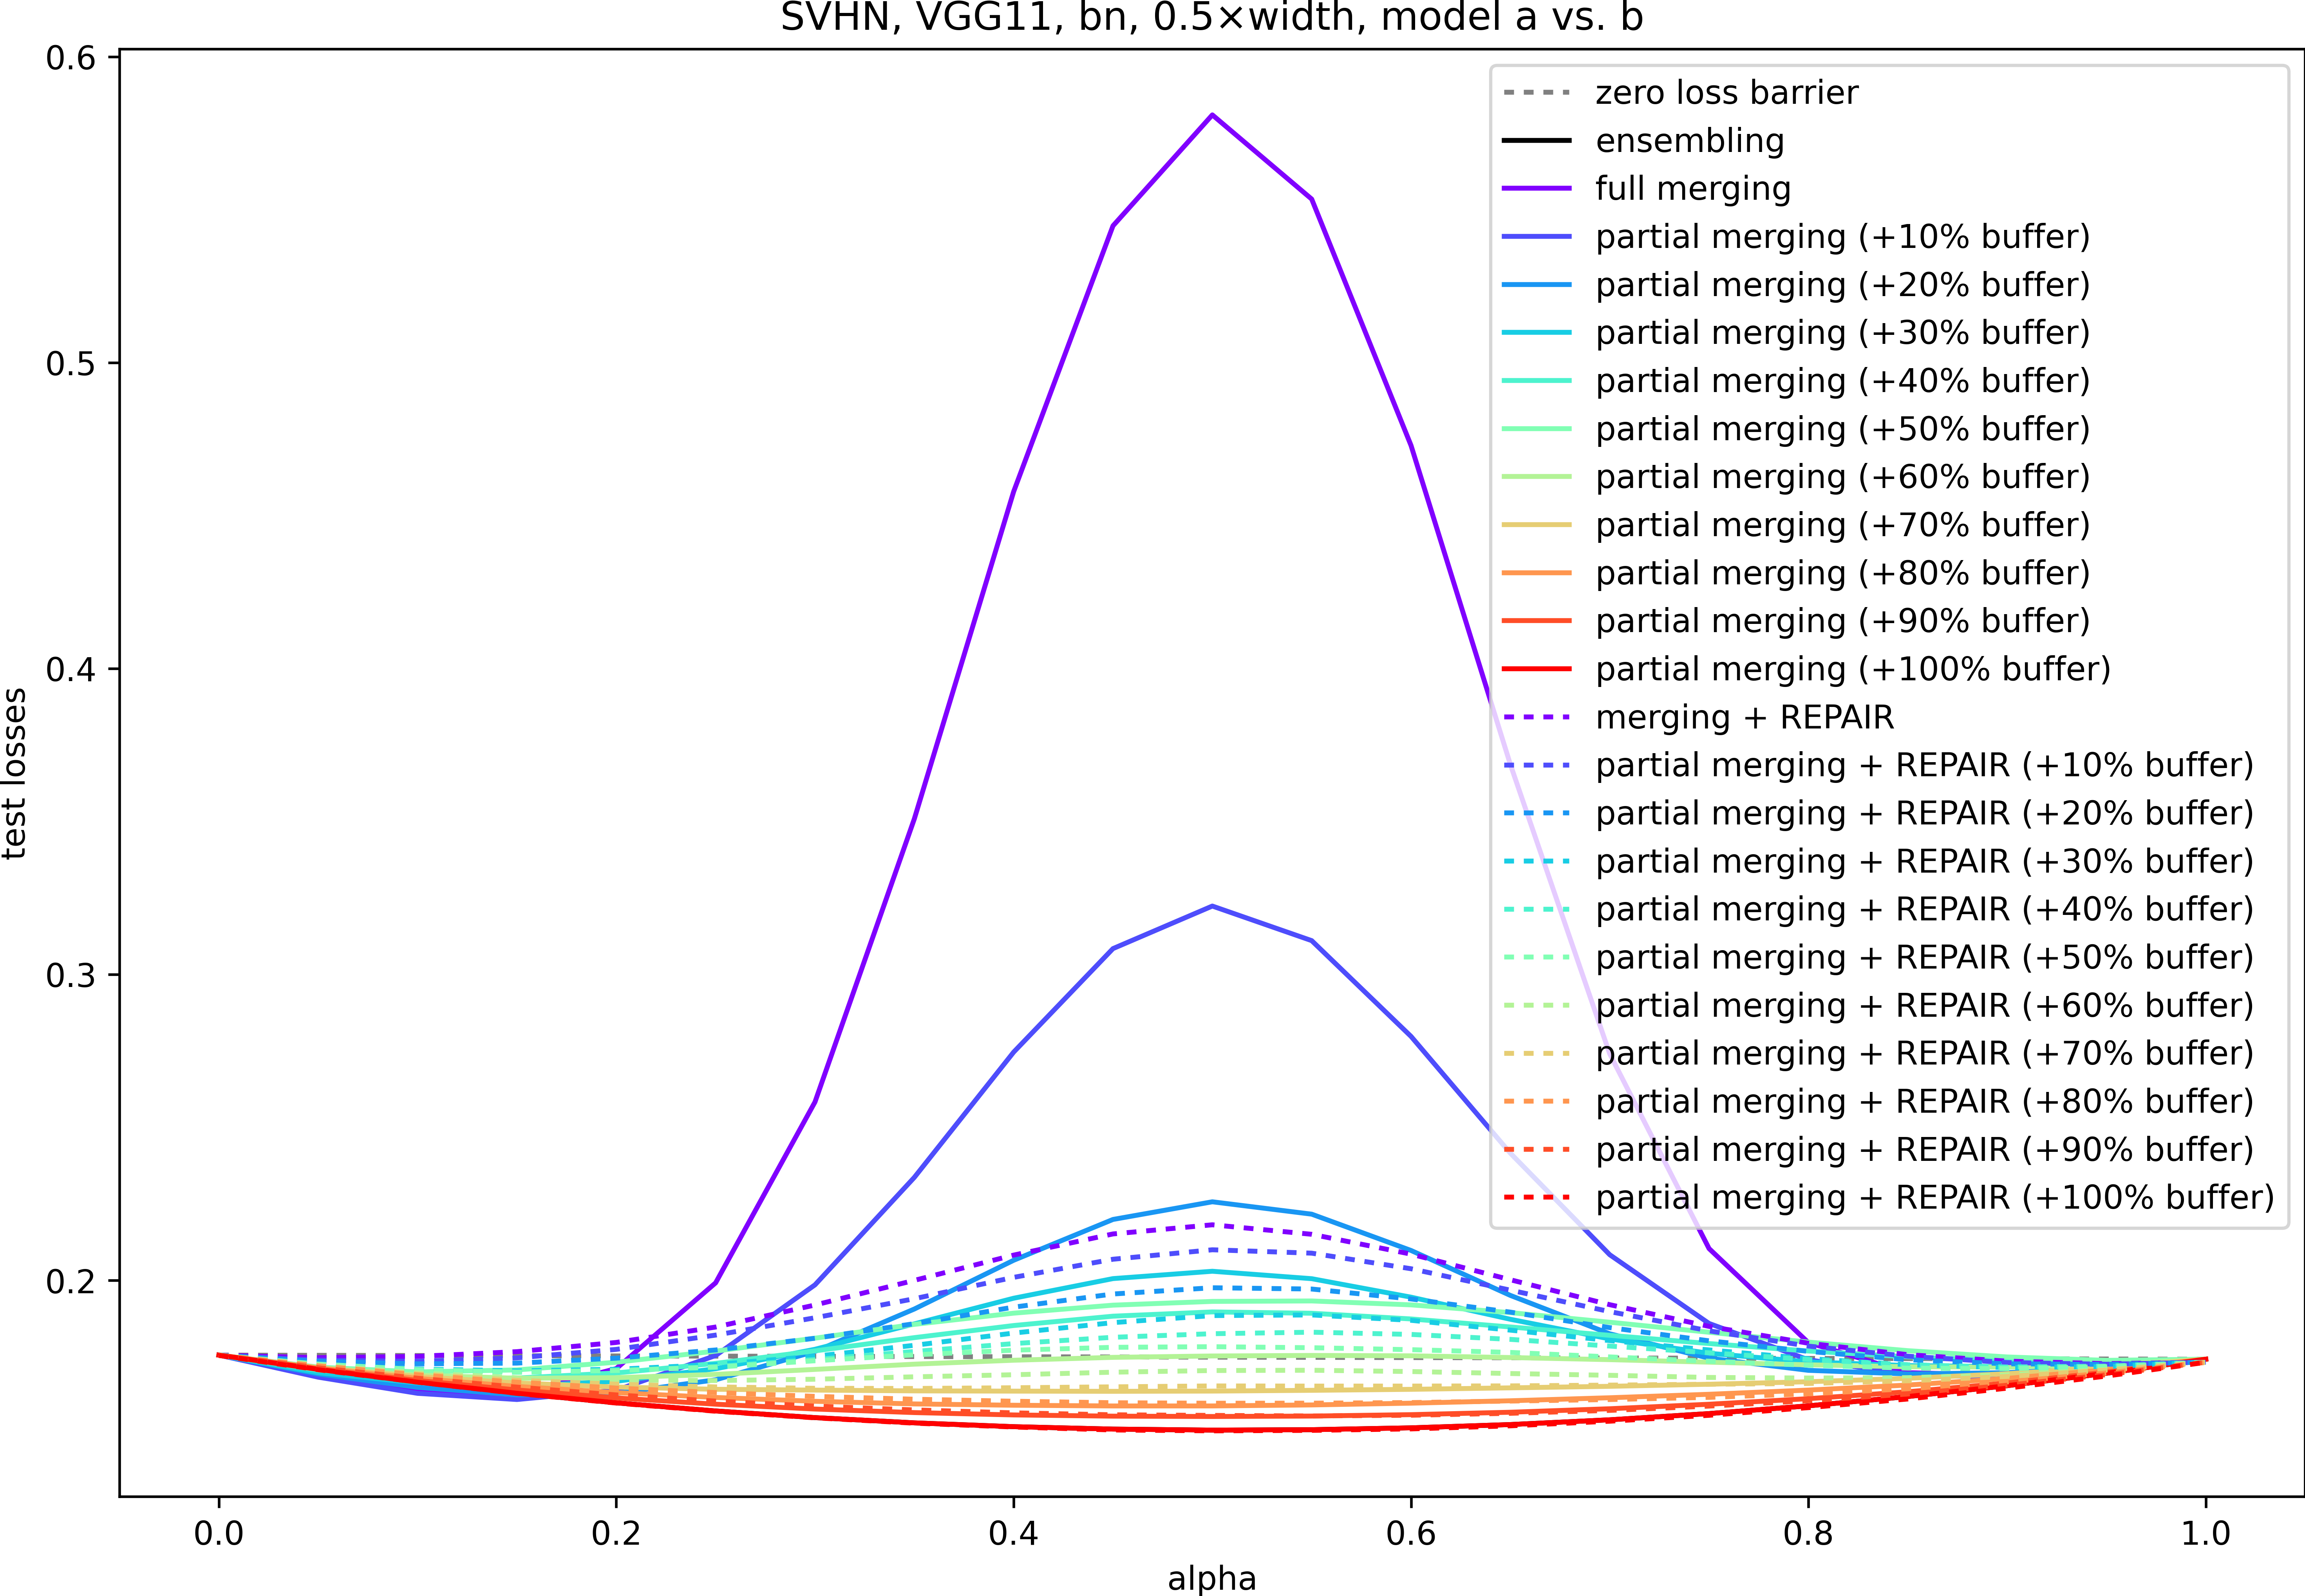 SVHN, VGG11, bn, 0.5×width, model a vs. b
0.6
0.5
0.4
0.3
0.2
test losses
zero loss barrier
ensembling
full merging
partial merging (+10% buffer)
partial merging (+20% buffer)
partial merging (+30% buffer)
partial merging (+40% buffer)
partial merging (+50% buffer)
partial merging (+60% buffer)
partial merging (+70% buffer)
partial merging (+80% buffer)
partial merging (+90% buffer)
partial merging (+100% buffer)
merging + REPAIR
partial merging + REPAIR (+10% buffer)
partial merging + REPAIR (+20% buffer)
partial merging + REPAIR (+30% buffer)
partial merging + REPAIR (+40% buffer)
partial merging + REPAIR (+50% buffer)
partial merging + REPAIR (+60% buffer)
partial merging + REPAIR (+70% buffer)
partial merging + REPAIR (+80% buffer)
partial merging + REPAIR (+90% buffer)
partial merging + REPAIR (+100% buffer)
0.0 0.2 0.4 0.6 0.8 1.0
alpha